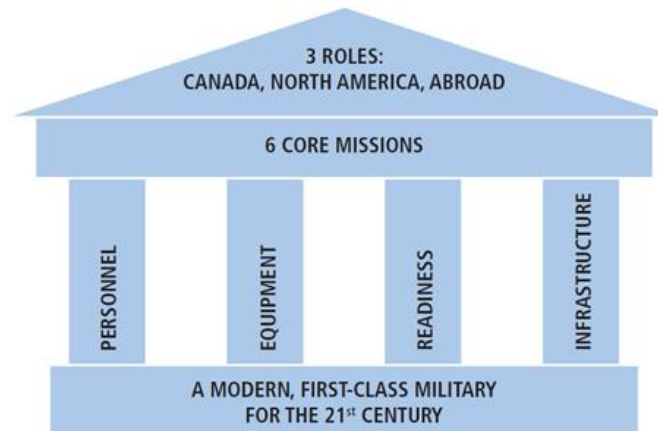 3 ROLES:
CANADA, NORTH AMERICA, ABROAD
6 CORE MISSIONS
PERSONNEL
EQUIPMENT
READINESS
INFRASTRUCTURE
A MODERN, FIRST-CLASS MILITARY
FOR THE 21st CENTURY